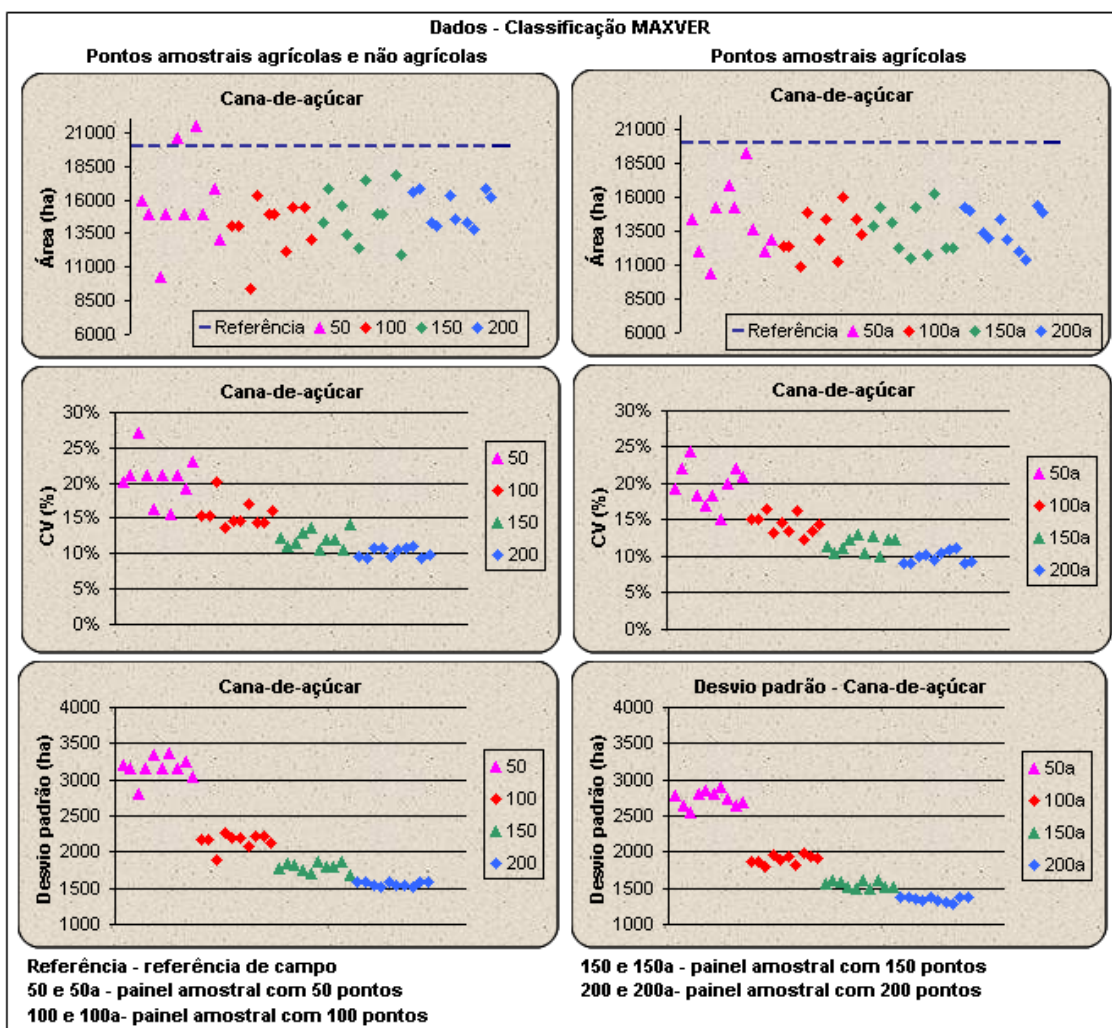 Dados - Classificação MAXVER
Pontos amostrais agrícolas e não agrícolas
Pontos amostrais agrícolas
Cana-de-açúcar
Área (ha)
21000
18500
16000
13500
11000
8500
6000
Referência 50 100 150 200
Cana-de-açúcar
Área (ha)
21000
18500
16000
13500
11000
8500
6000
Referência 50a 100a 150a 200a
Cana-de-açúcar
CV (%)
30%
25%
20%
15%
10%
5%
0%
50
100
150
200
Cana-de-açúcar
CV (%)
30%
25%
20%
15%
10%
5%
0%
50a
100a
150a
200a
Cana-de-açúcar
Desvio padrão (ha)
4000
3500
3000
2500
2000
1500
1000
50
100
150
200
Desvio padrão - Cana-de-açúcar
Desvio padrão (ha)
4000
3500
3000
2500
2000
1500
1000
50a
100a
150a
200a
Referência - referência de campo
50 e 50a - painel amostral com 50 pontos
100 e 100a- painel amostral com 100 pontos
150 e 150a - painel amostral com 150 pontos
200 e 200a- painel amostral com 200 pontos